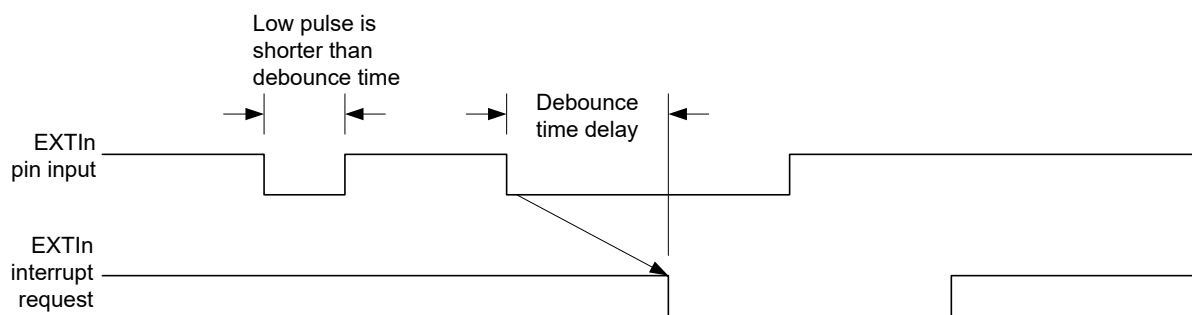 Low pulse is
shorter than
debounce time
Debounce
time delay
EXTIn
pin input
EXTIn
interrupt
request